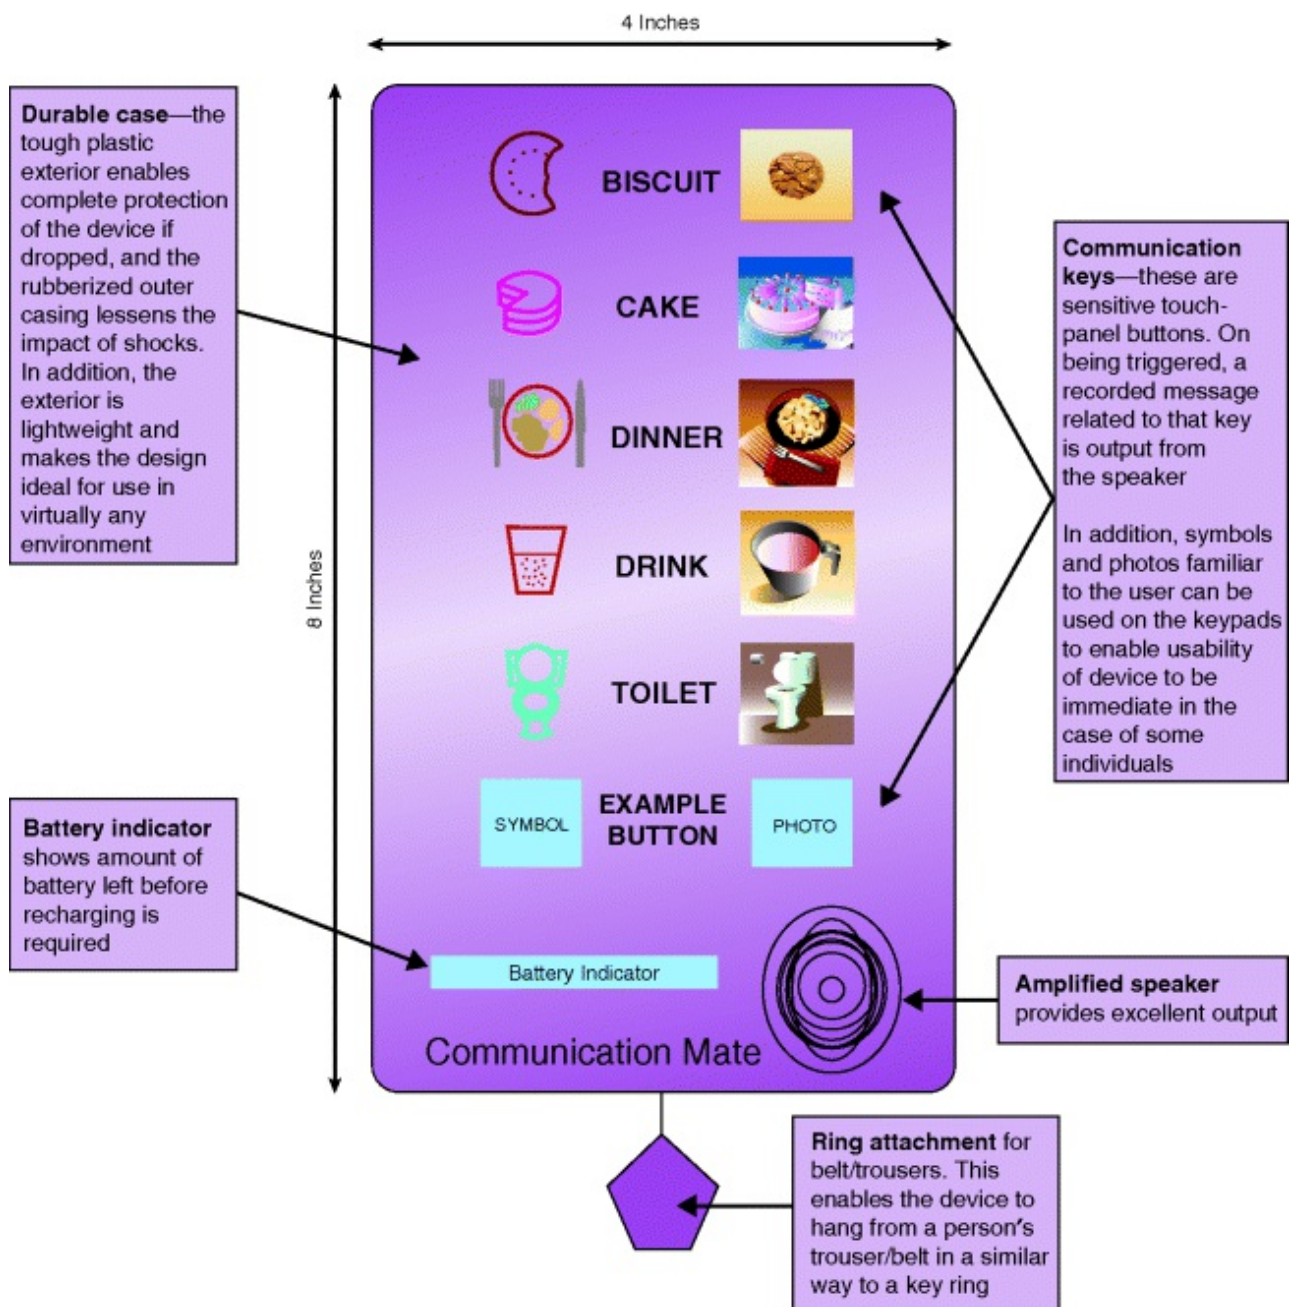 4 Inches
Durable case—the
tough plastic
exterior enables
complete protection
of the device if
dropped, and the
rubberized outer
casing lessens the
impact of shocks.
In addition, the
exterior is
lightweight and
makes the design
ideal for use in
virtually any
environment
8 Inches
BISCUIT
CAKE
DINNER
DRINK
TOILET
SYMBOL
EXAMPLE
BUTTON
PHOTO
Communication
keys—these are
sensitive touch-
panel buttons. On
being triggered, a
recorded message
related to that key
is output from
the speaker
In addition, symbols
and photos familiar
to the user can be
used on the keypads
to enable usability
of device to be
immediate in the
case of some
individuals
Battery indicator
shows amount of
battery left before
recharging is
required
Battery Indicator
Amplified speaker
provides excellent output
Communication Mate
Ring attachment for
belt/trousers. This
enables the device to
hang from a person's
trouser/belt in a similar
way to a key ring